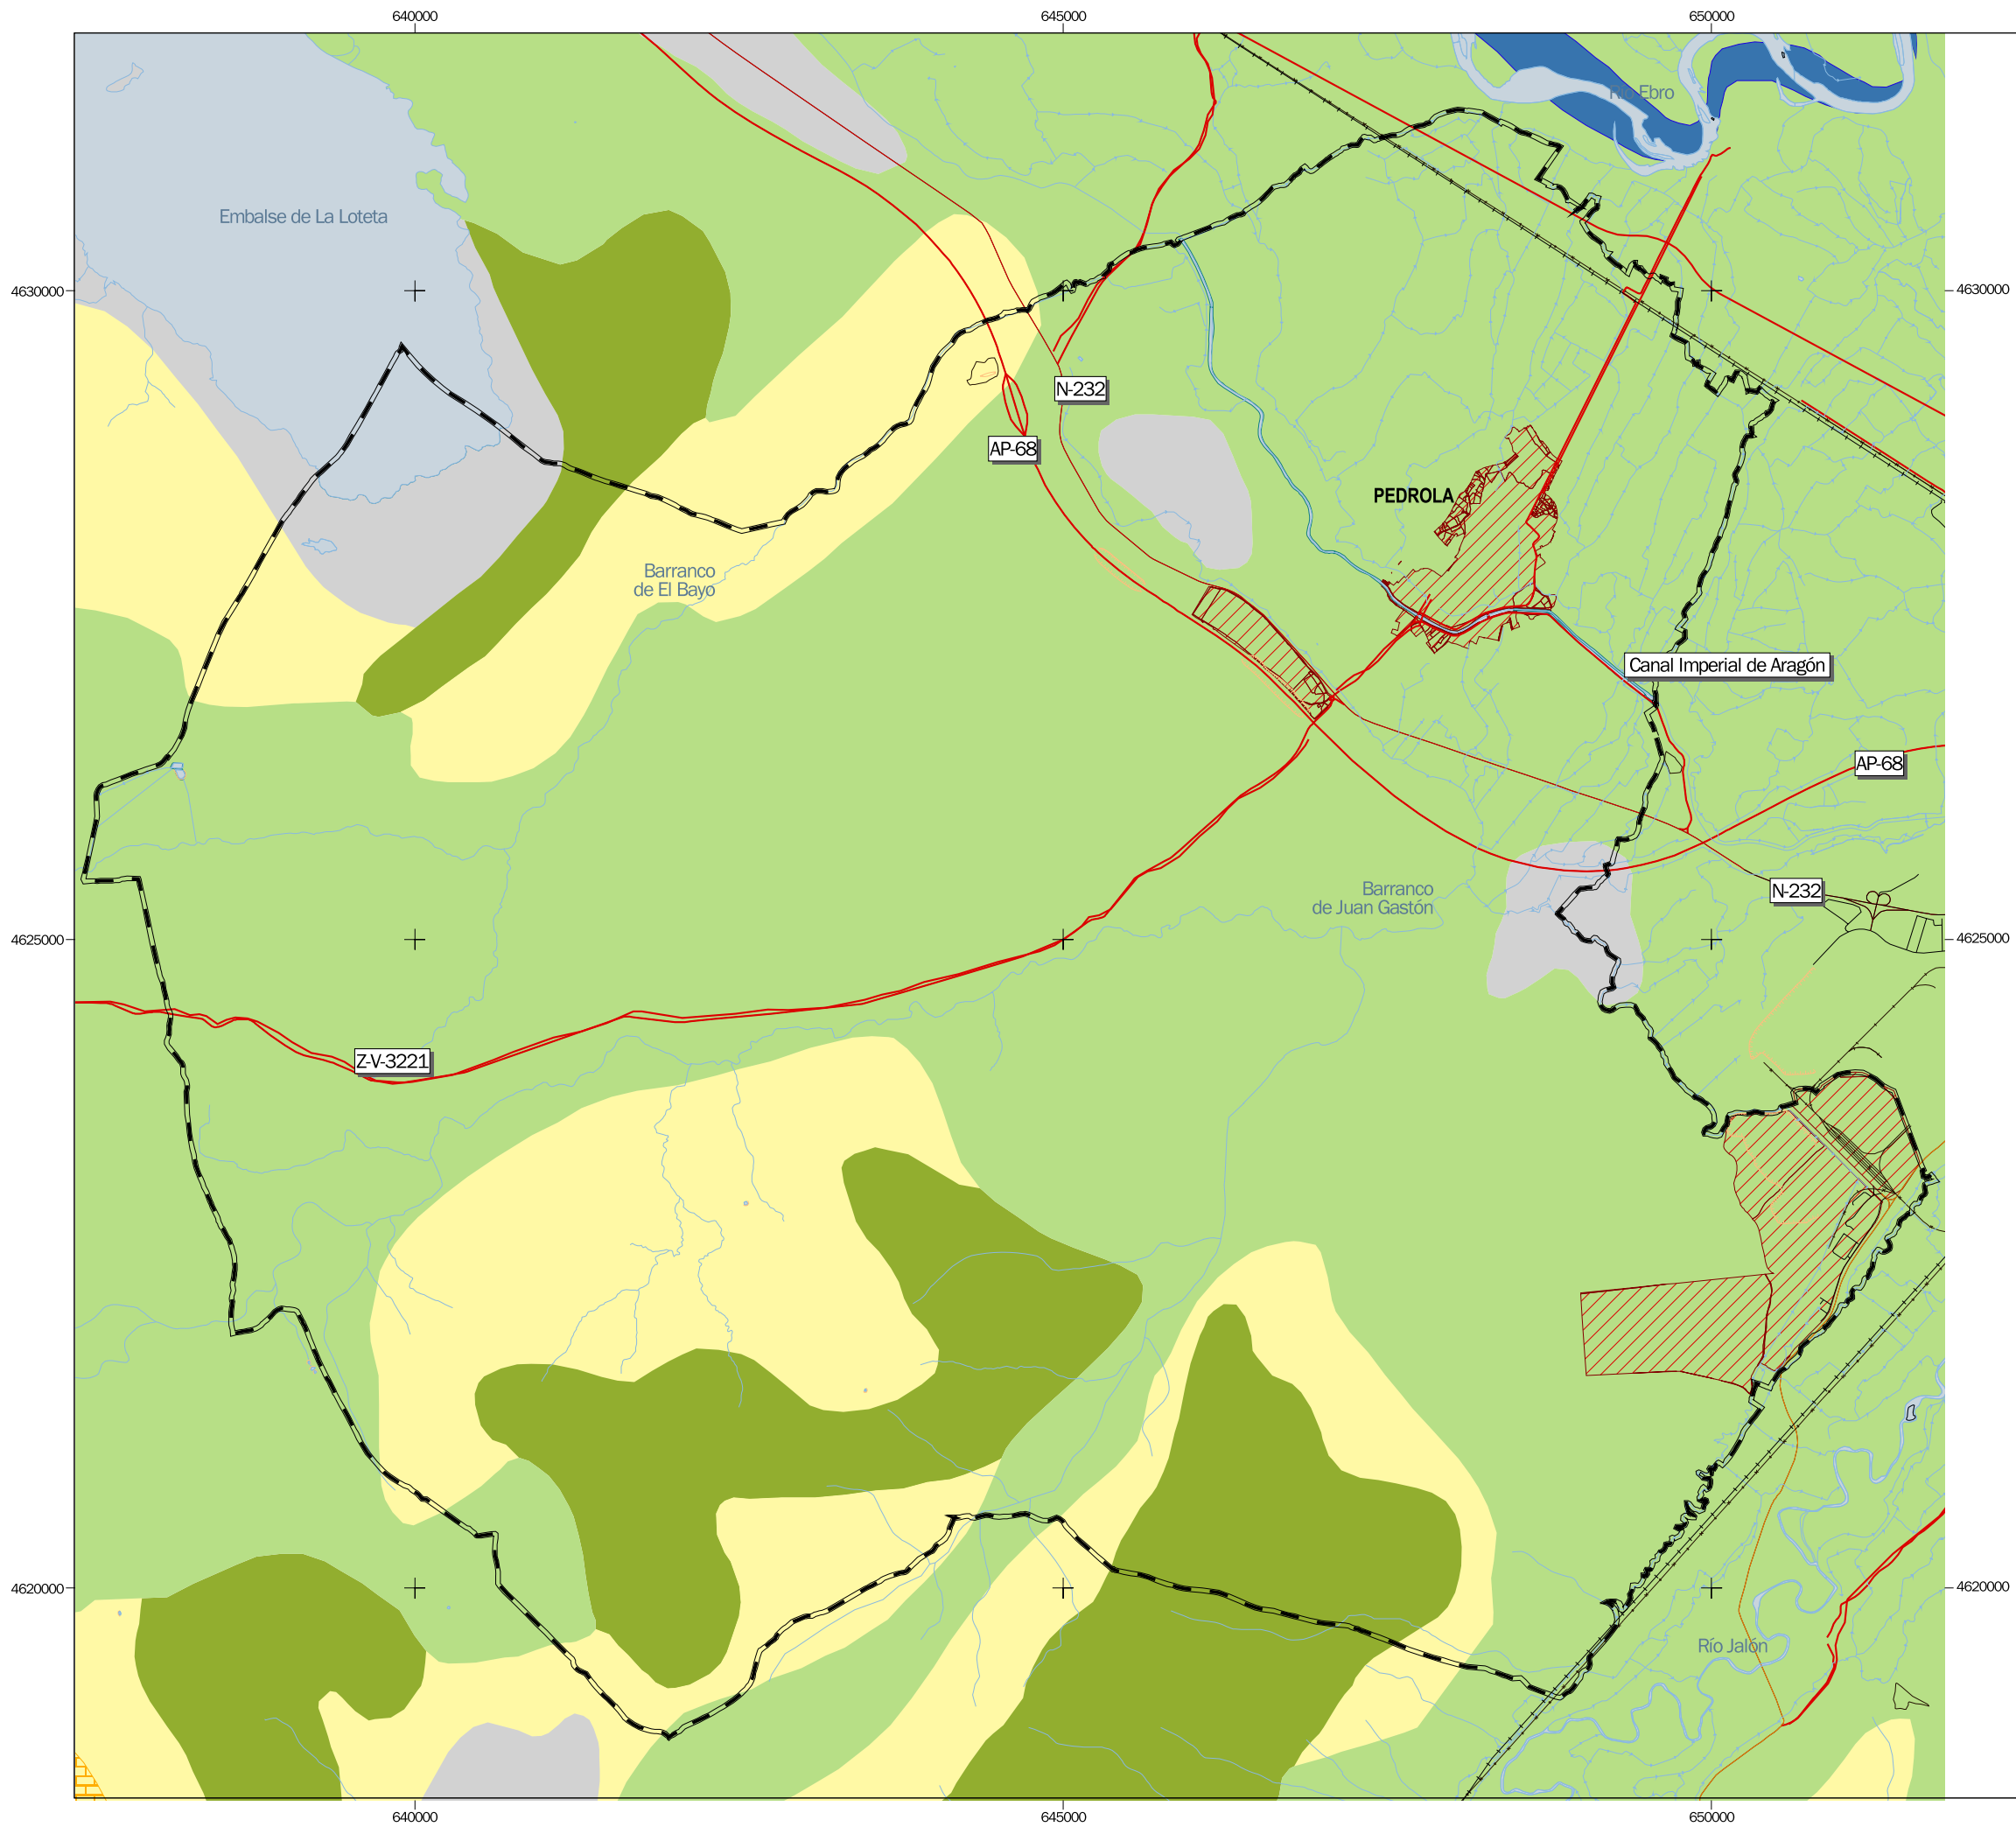 640000
645000
650000
Río Ebro
Embalse de La Loteta
4630000
4630000
N-232
AP-68
PEDROLA
Barranco
de El Bayo
Canal Imperial de Aragón
AP-68
Barranco
de Juan Gastón
N-232
4625000
4625000
Z-V-3221
4620000
4620000
Río Jalón
640000
645000
650000